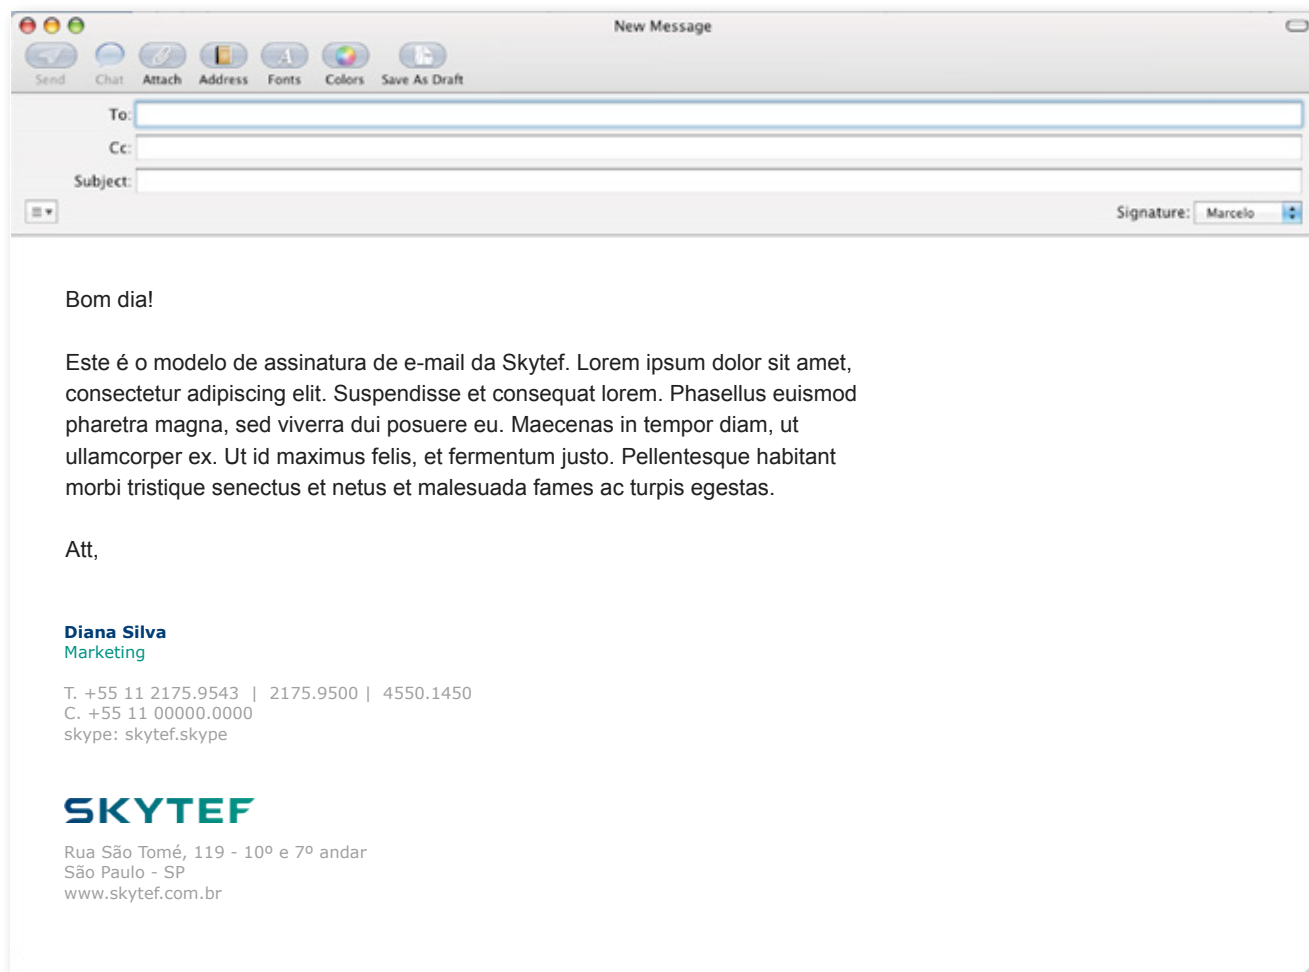 New Message
Send Chat Attach Address Fonts Colors Save As Draft
To:
Cc:
Subject:
Signature: Marcelo
Bom dia!
Este é o modelo de assinatura de e-mail da Skytef. Lorem ipsum dolor sit amet,
consectetur adipiscing elit. Suspendisse et consequat lorem. Phasellus euismod
pharetra magna, sed viverra dui posuere eu. Maecenas in tempor diam, ut
ullamcorper ex. Ut id maximus felis, et fermentum justo. Pellentesque habitant
morbi tristique senectus et netus et malesuada fames ac turpis egestas.
Att,
Diana Silva
Marketing
T. +55 11 2175.9543 | 2175.9500 | 4550.1450
C. +55 11 00000.0000
skype: skytef.skype
SKYTEF
Rua São Tomé, 119 - 10º e 7º andar
São Paulo - SP
www.skytef.com.br